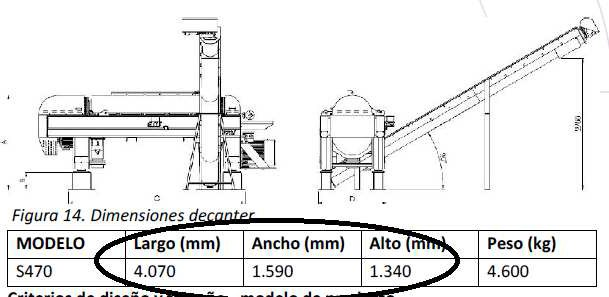 C
D
Figura 14. Dimensiones decanter
MODELO Largo (mm) Ancho (mm) Alto (mm) Peso (kg)
S470 4.070 1.590 1.340 4.600